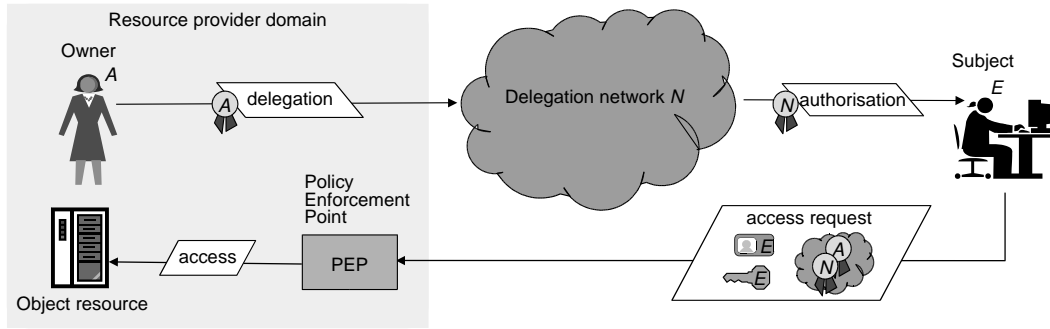 Resource provider domain
Owner
A
A
delegation
Delegation network N
N
authorisation
Subject
E
Policy
Enforcement
Point
PEP
access
Object resource
access request
E
A
E
N